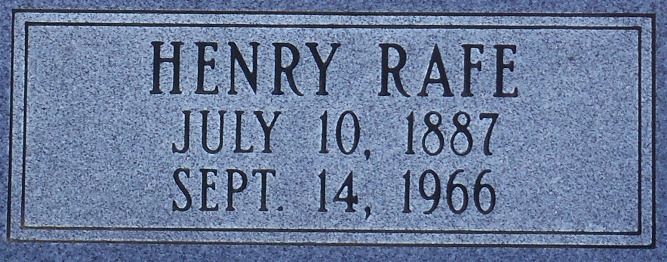 HENRY RAFE
JULY 10, 1887
SEPT. 14, 1966